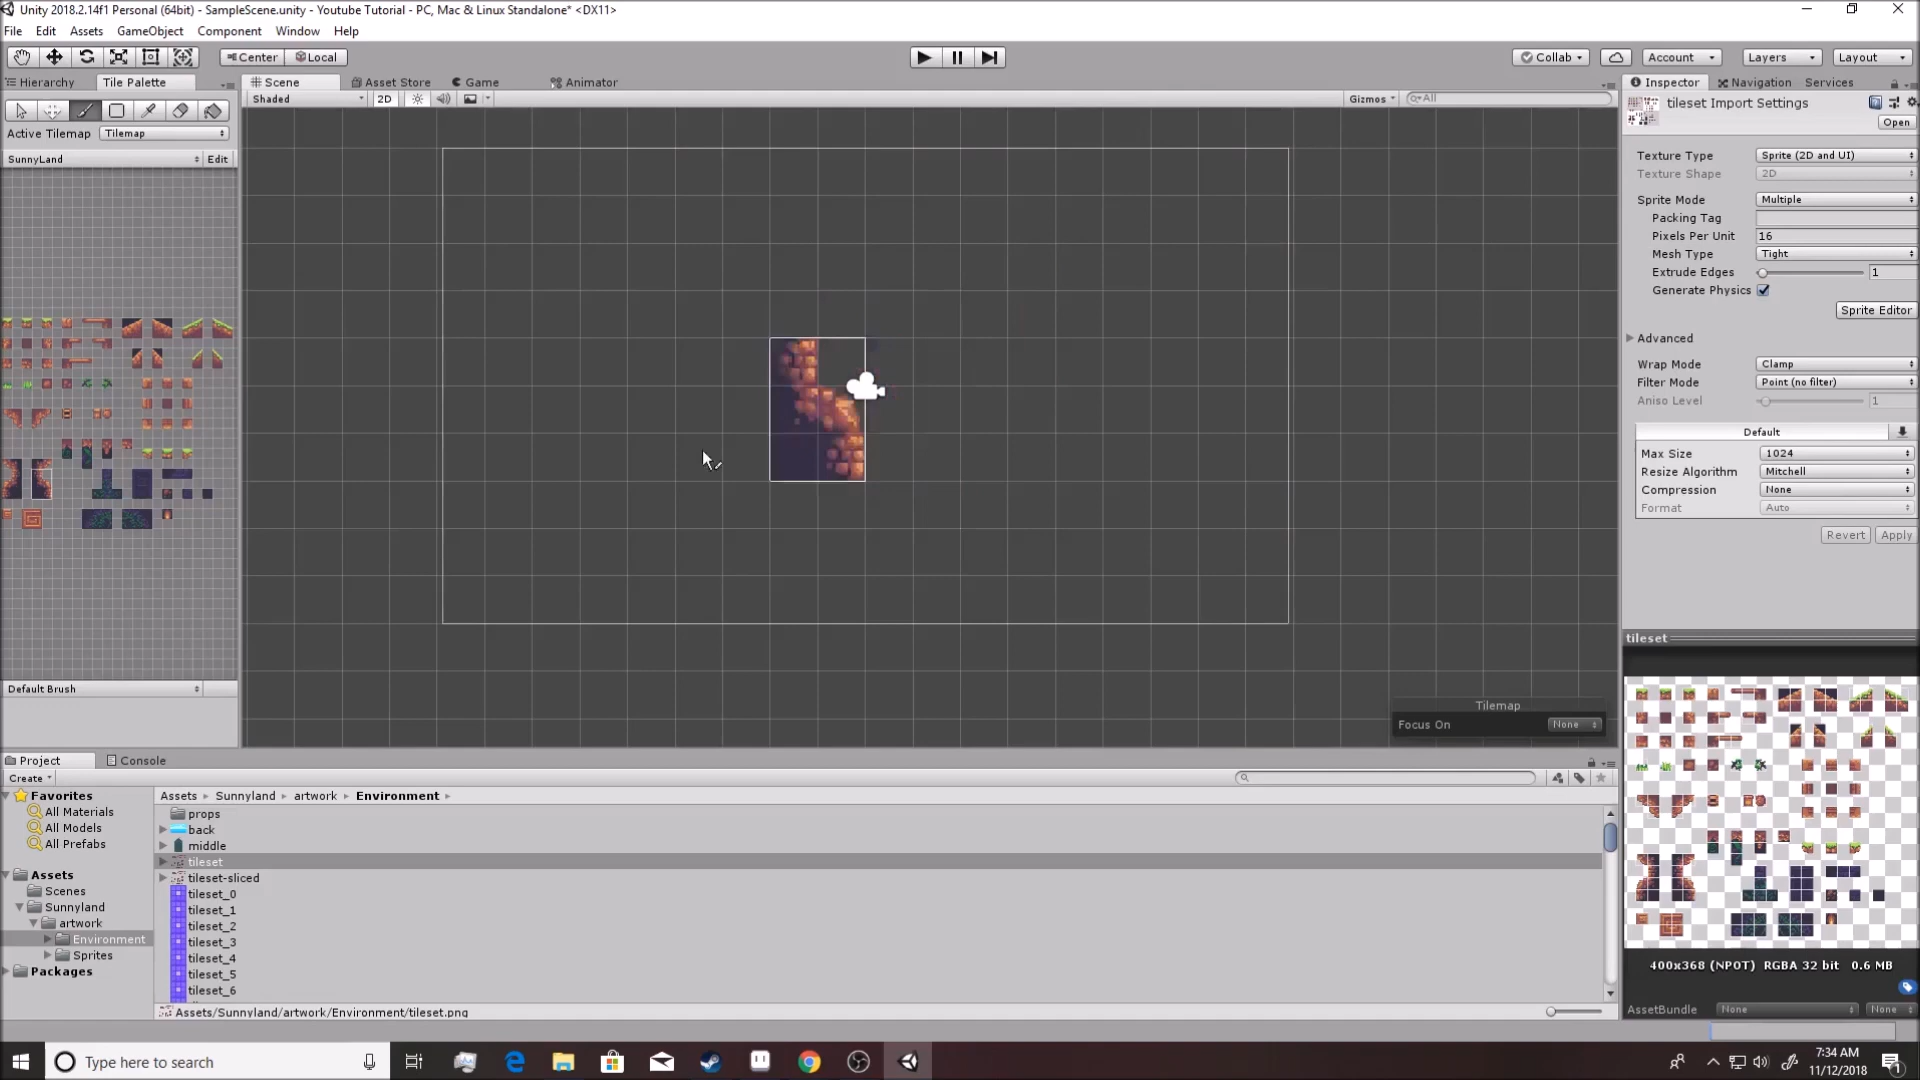 Unity 2018.2.14f1 Personal (64bit) - SampleScene.unity - Youtube Tutorial - PC, Mac & Linux Standalone* <DX11>
File Edit Assets GameObject Component Window Help
Center Local Collab Account Layers Layout
Hierarchy Tile Palette Scene Asset Store Game Animator Inspector Navigation Services
Shaded 2D Gizmos All
tileset Import Settings
Open
Active Tilemap Tilemap
SunnyLand Edit
Texture Type Sprite (2D and UI)
Texture Shape 2D
Sprite Mode Multiple
Packing Tag
Pixels Per Unit 16
Mesh Type Tight
Extrude Edges 1
Generate Physics
Sprite Editor
Advanced
Wrap Mode Clamp
Filter Mode Point (no filter)
Aniso Level 1
Default
Max Size 1024
Resize Algorithm Mitchell
Compression None
Format Auto
Revert Apply
tileset
Default Brush
Tilemap
Focus On None
Project Console
Create
Favorites
All Materials
All Models
All Prefabs
Assets
Scenes
Sunnyland
artwork
Environment
Sprites
Packages
Assets Sunnyland artwork Environment
props
back
middle
tileset
tileset-sliced
tileset_0
tileset_1
tileset_2
tileset_3
tileset_4
tileset_5
tileset_6
Assets/Sunnyland/artwork/Environment/tileset.png
400x368 (NPOT) RGBA 32 bit 0.6 MB
AssetBundle None None
Type here to search
7:34 AM
11/12/2018
1